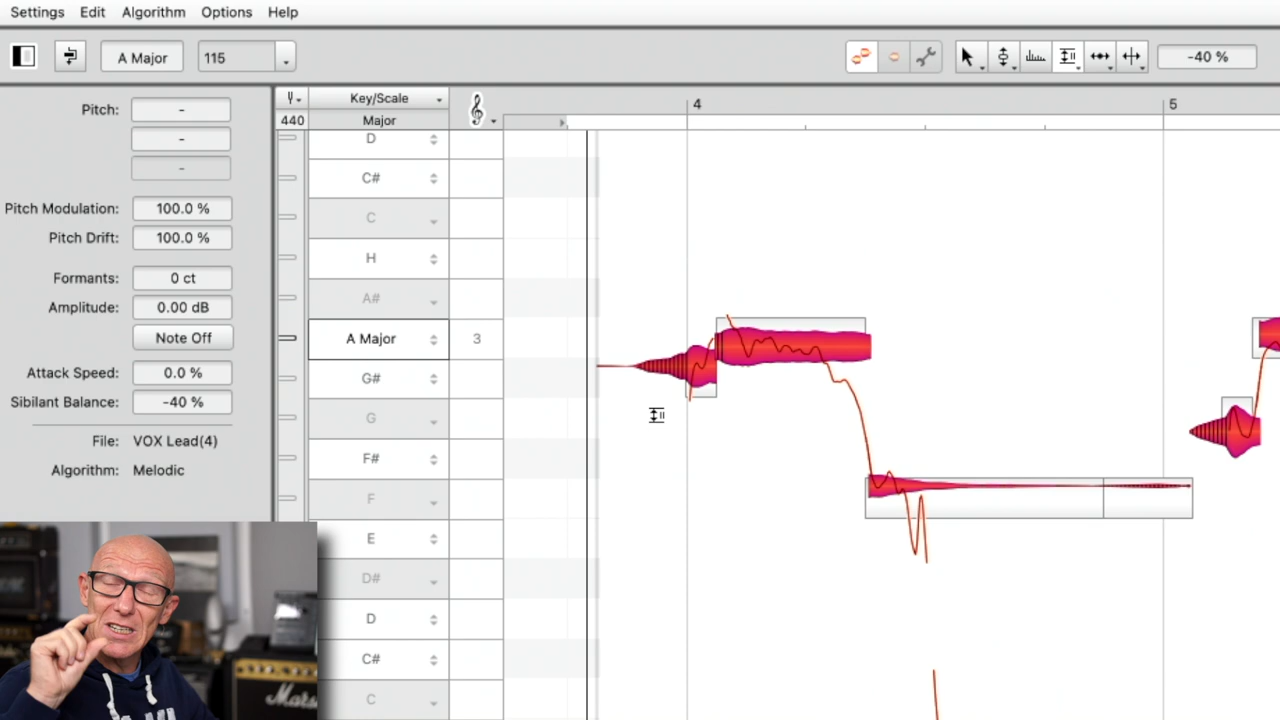 Settings Edit Algorithm Options Help
A Major 115 -40 %
Pitch: -
-
-
Pitch Modulation: 100.0 %
Pitch Drift: 100.0 %
Formants: 0 ct
Amplitude: 0.00 dB
Note Off
Attack Speed: 0.0 %
Sibilant Balance: -40 %
File: VOX Lead(4)
Algorithm: Melodic
Key/Scale 4 5
440 Major
D
C#
C
H
A#
A Major 3
G#
G
F#
F
E
D#
D
C#
C